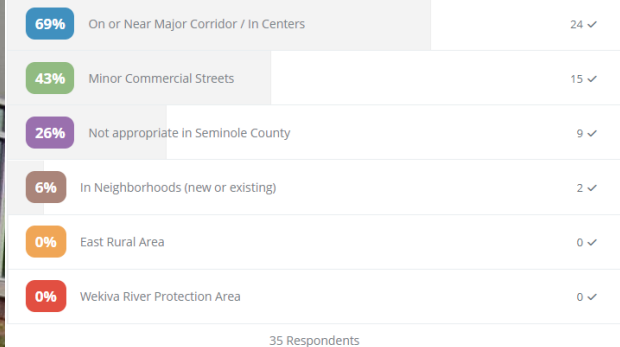 69% On or Near Major Corridor / In Centers 24 ✓
43% Minor Commercial Streets 15 ✓
26% Not appropriate in Seminole County 9 ✓
6% In Neighborhoods (new or existing) 2 ✓
0% East Rural Area 0 ✓
0% Wekiva River Protection Area 0 ✓
35 Respondents